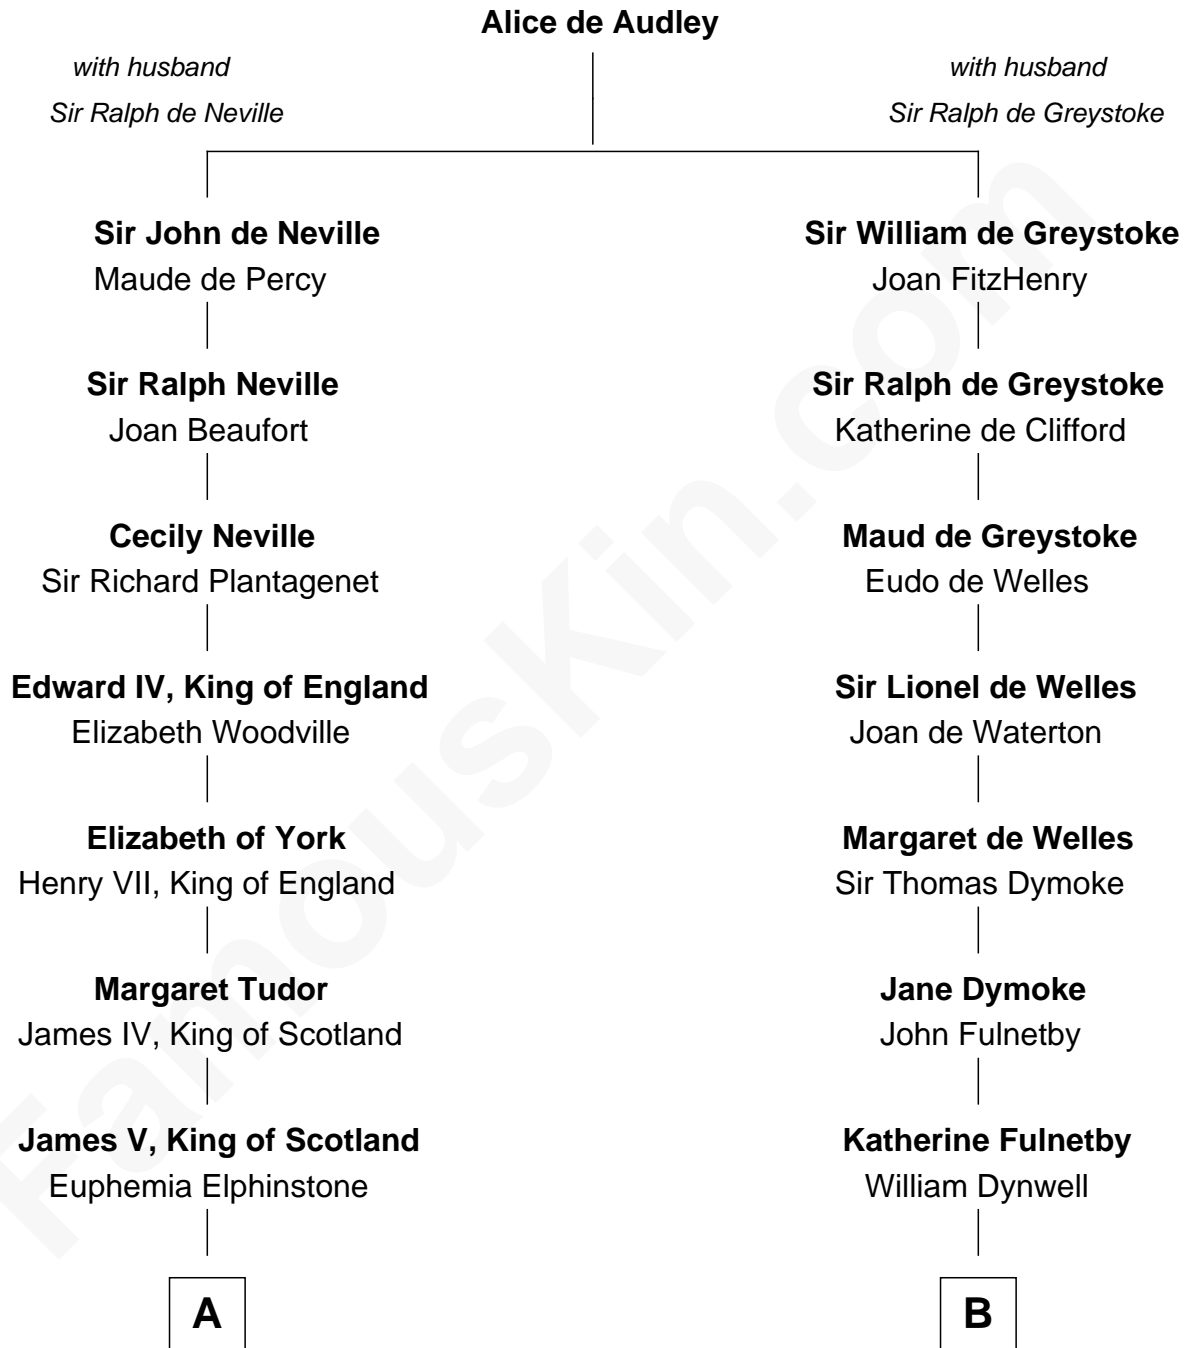 Alice de Audley
with husband
Sir Ralph de Neville
with husband
Sir Ralph de Greystoke
Sir John de Neville
Maude de Percy
Sir William de Greystoke
Joan FitzHenry
Sir Ralph Neville
Joan Beaufort
Sir Ralph de Greystoke
Katherine de Clifford
Cecily Neville
Sir Richard Plantagenet
Maud de Greystoke
Eudo de Welles
Edward IV, King of England
Elizabeth Woodville
Sir Lionel de Welles
Joan de Waterton
Elizabeth of York
Henry VII, King of England
Margaret de Welles
Sir Thomas Dymoke
Margaret Tudor
James IV, King of Scotland
Jane Dymoke
John Fulnetby
James V, King of Scotland
Euphemia Elphinstone
Katherine Fulnetby
William Dynwell
A
B
FamousKin.com